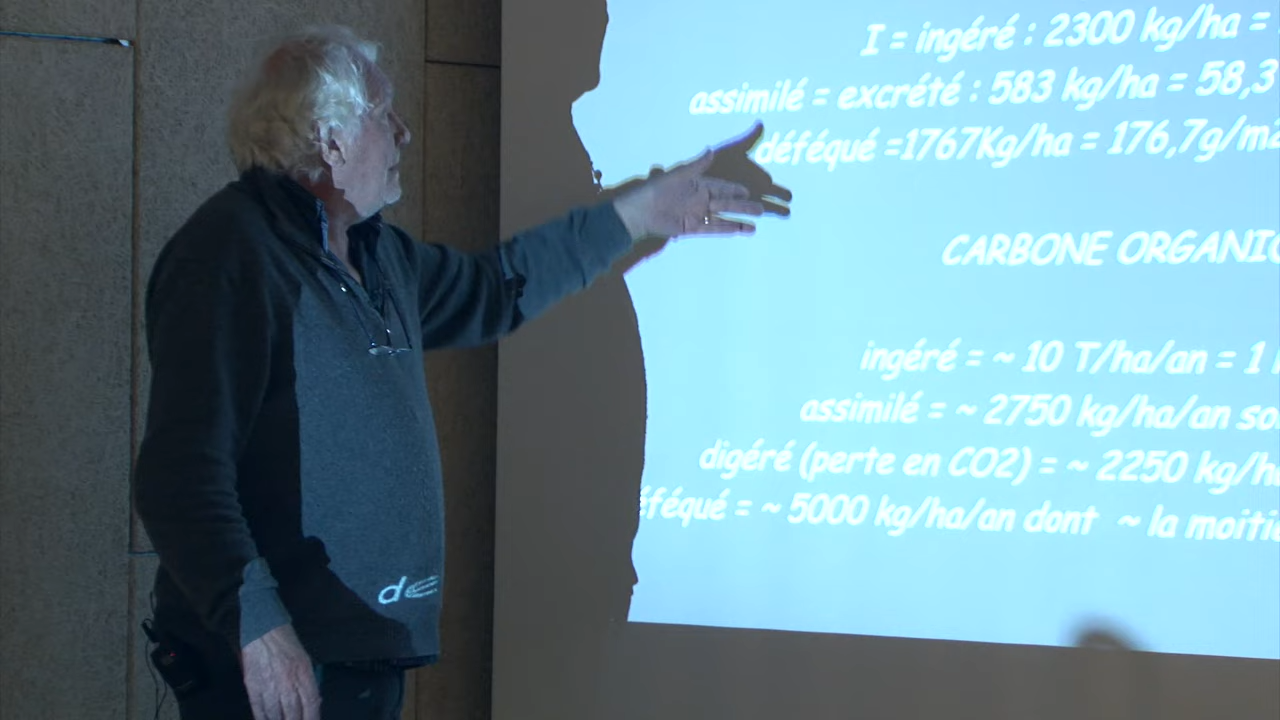 I = ingéré : 2300 kg/ha =
assimilé = excrété : 583 kg/ha = 58,3
déféqué =1767Kg/ha = 176,7g/m2
CARBONE ORGANIQ
ingéré = ~ 10 T/ha/an = 1
assimilé = ~ 2750 kg/ha/an soi
digéré (perte en CO2) = ~ 2250 kg/ha
éféqué = ~ 5000 kg/ha/an dont ~ la moitié
de